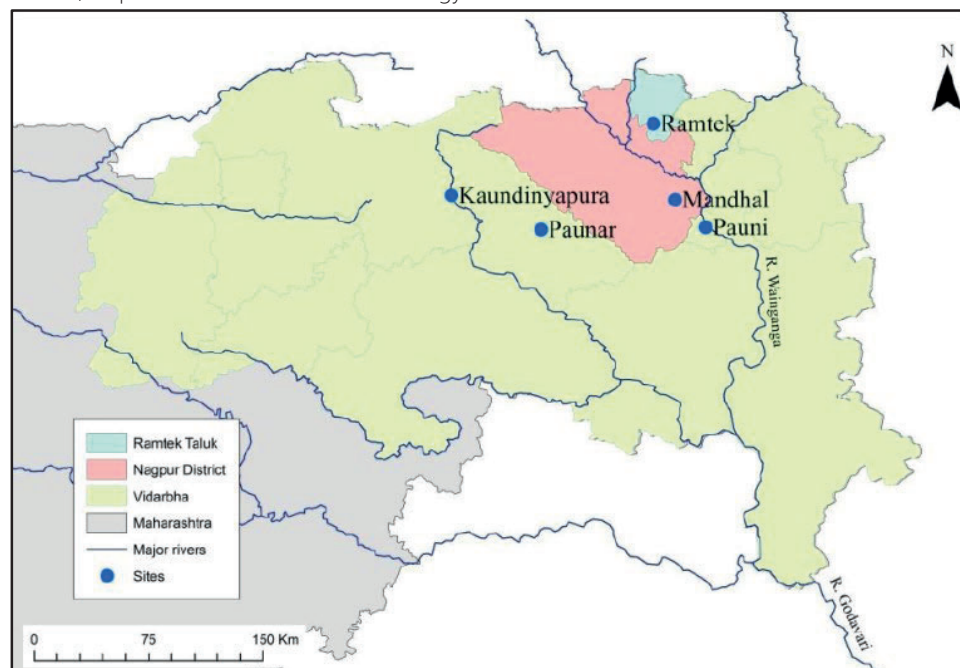 N
Ramtek
Kaundinyapura
Mandhal
Paunar
Pauni
R. Wainganga
Ramtek Taluk
Nagpur District
Vidarbha
Maharashtra
Major rivers
Sites
R. Godavari
0 75 150 Km